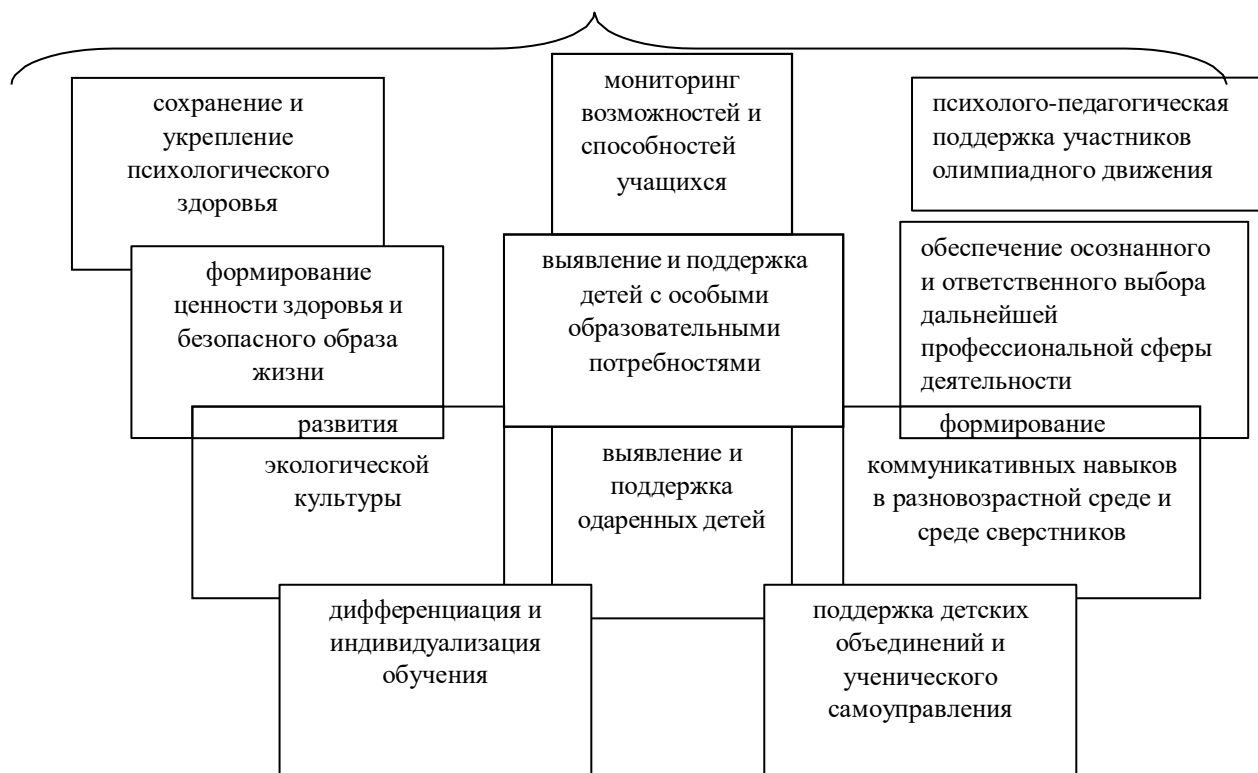 сохранение и
укрепление
психологического
здоровья
мониторинг
возможностей и
способностей
учащихся
психолого-педагогическая
поддержка участников
олимпиадного движения
формирование
ценности здоровья и
безопасного образа
жизни
выявление и поддержка
детей с особыми
образовательными
потребностями
обеспечение осознанного
и ответственного выбора
дальнейшей
профессиональной сферы
деятельности
развития
экологической
культуры
выявление и
поддержка
одаренных детей
формирование
коммуникативных навыков
в разновозрастной среде и
среде сверстников
дифференциация и
индивидуализация
обучения
поддержка детских
объединений и
ученического
самоуправления